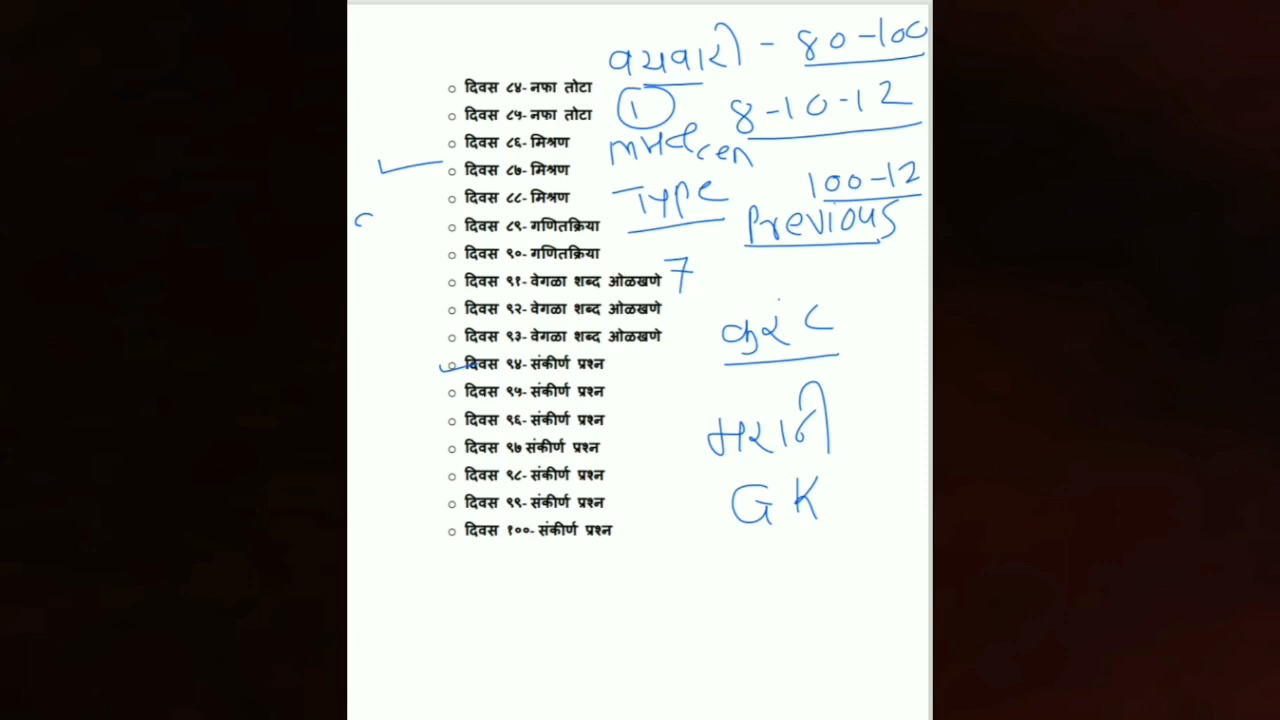 वयवारी - 80-100
दिवस ८४- नफा तोटा
दिवस ८५- नफा तोटा
1
8-10-12
दिवस ८६- मिश्रण
दिवस ८७- मिश्रण
दिवस ८८- मिश्रण
Type
100-12
Previous
दिवस ८९- गणितक्रिया
दिवस ९०- गणितक्रिया
दिवस ९१- वेगळा शब्द ओळखणे
7
दिवस ९२- वेगळा शब्द ओळखणे
दिवस ९३- वेगळा शब्द ओळखणे
दिवस ९४- संकीर्ण प्रश्न
दिवस ९५- संकीर्ण प्रश्न
दिवस ९६- संकीर्ण प्रश्न
दिवस ९७ संकीर्ण प्रश्न
दिवस ९८- संकीर्ण प्रश्न
दिवस ९९- संकीर्ण प्रश्न
दिवस १००- संकीर्ण प्रश्न
GK